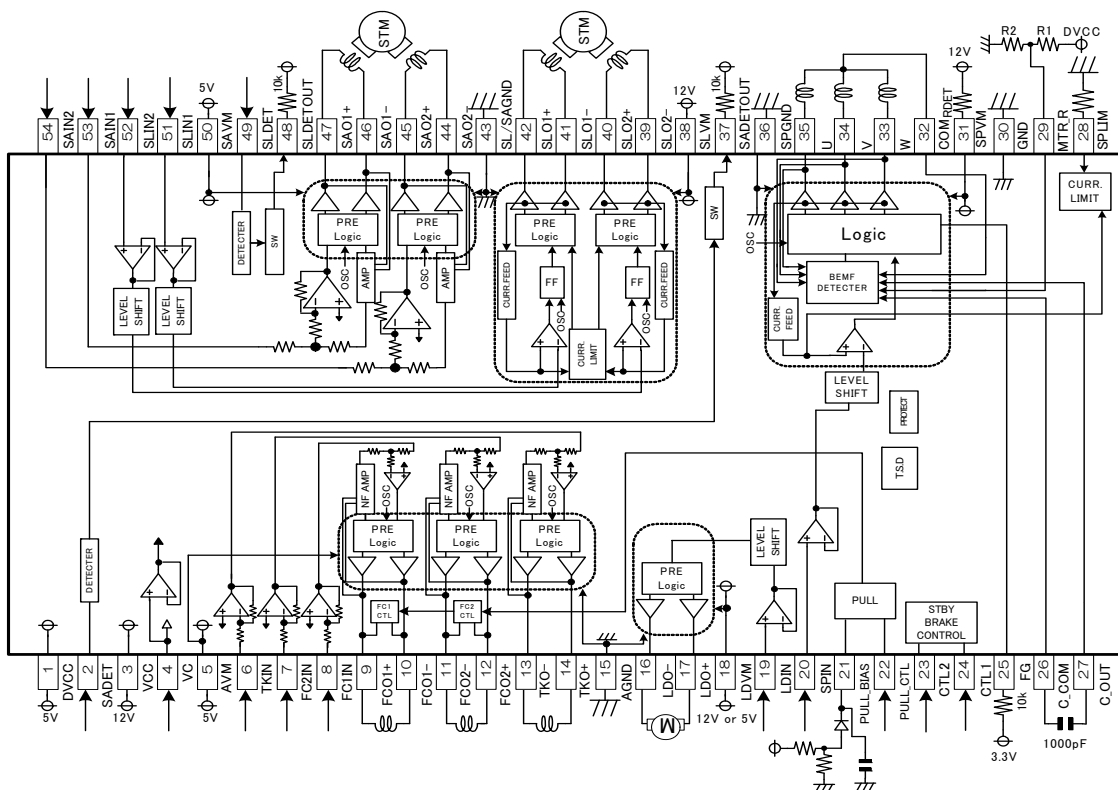 STM
STM
R2
R1
DVCC
5V
10k
12V
10k
12V
54
SAIN2
53
SAIN1
52
SLIN2
51
SLIN1
50
SAVM
49
SLDET
48
SLDETOUT
47
SAO1+
46
SAO1-
45
SAO2+
44
SAO2-
43
SL/SAGND
42
SLO1+
41
SLO1-
40
SLO2+
39
SLO2-
38
SLVM
37
SADETOUT
36
SPGND
35
U
34
V
33
W
32
COM
RDET
31
SPVM
30
GND
29
MTR.R
28
SPLIM
CURR.
LIMIT
SW
DETECTER
SW
PRE
Logic
PRE
Logic
PRE
Logic
PRE
Logic
Logic
OSC
OSC
OSC
AMP
AMP
LEVEL
SHIFT
LEVEL
SHIFT
CURR.FEED
FF
OSC
CURR.
LIMIT
FF
OSC
CURR.FEED
BEMF
DETECTER
CURR.
FEED
LEVEL
SHIFT
PROTECT
T.S.D
NF AMP
OSC
NF AMP
OSC
NF AMP
OSC
PRE
Logic
PRE
Logic
PRE
Logic
PRE
Logic
LEVEL
SHIFT
DETECTER
FC1
CTL
FC2
CTL
PULL
STBY
BRAKE
CONTROL
1
DVCC
2
SADET
3
VCC
4
VC
5
AVM
6
TKIN
7
FC2IN
8
FC1IN
9
FCO1+
10
FCO1-
11
FCO2-
12
FCO2+
13
TKO-
14
TKO+
15
AGND
16
LDO-
17
LDO+
18
LDVM
19
LDIN
20
SPIN
21
PULL_BIAS
22
PULL_CTL
23
CTL2
24
CTL1
25
FG
26
C_COM
27
C_OUT
5V
12V
5V
M
12V or 5V
10k
3.3V
1000pF